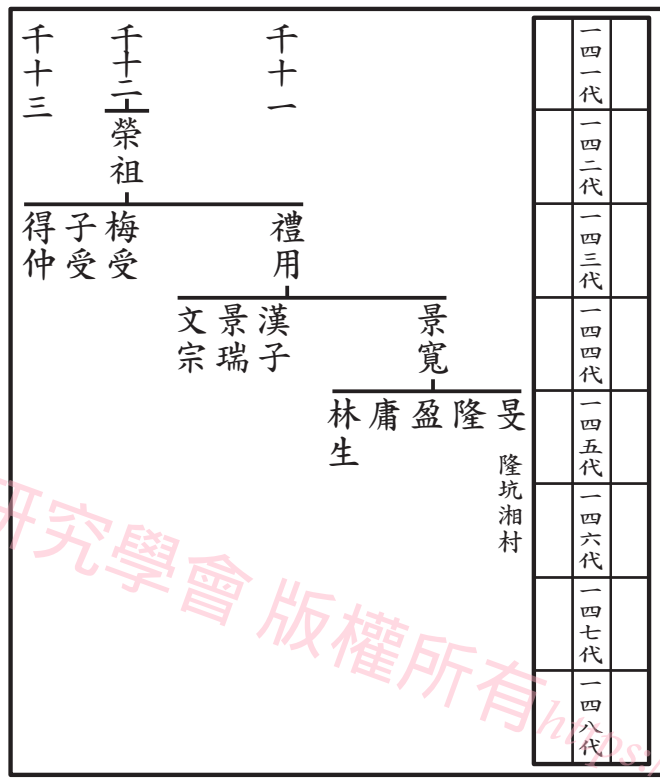 一四一代
一四二代
一四三代
一四四代
一四五代
一四六代
一四七代
一四八代
千十一
千十二
千十三
榮祖
禮用
梅受
子受
得仲
景寬
漢子
景瑞
文宗
旻
隆
盈
庸
林生
隆坑湘村
研究學會 版權所有
https: